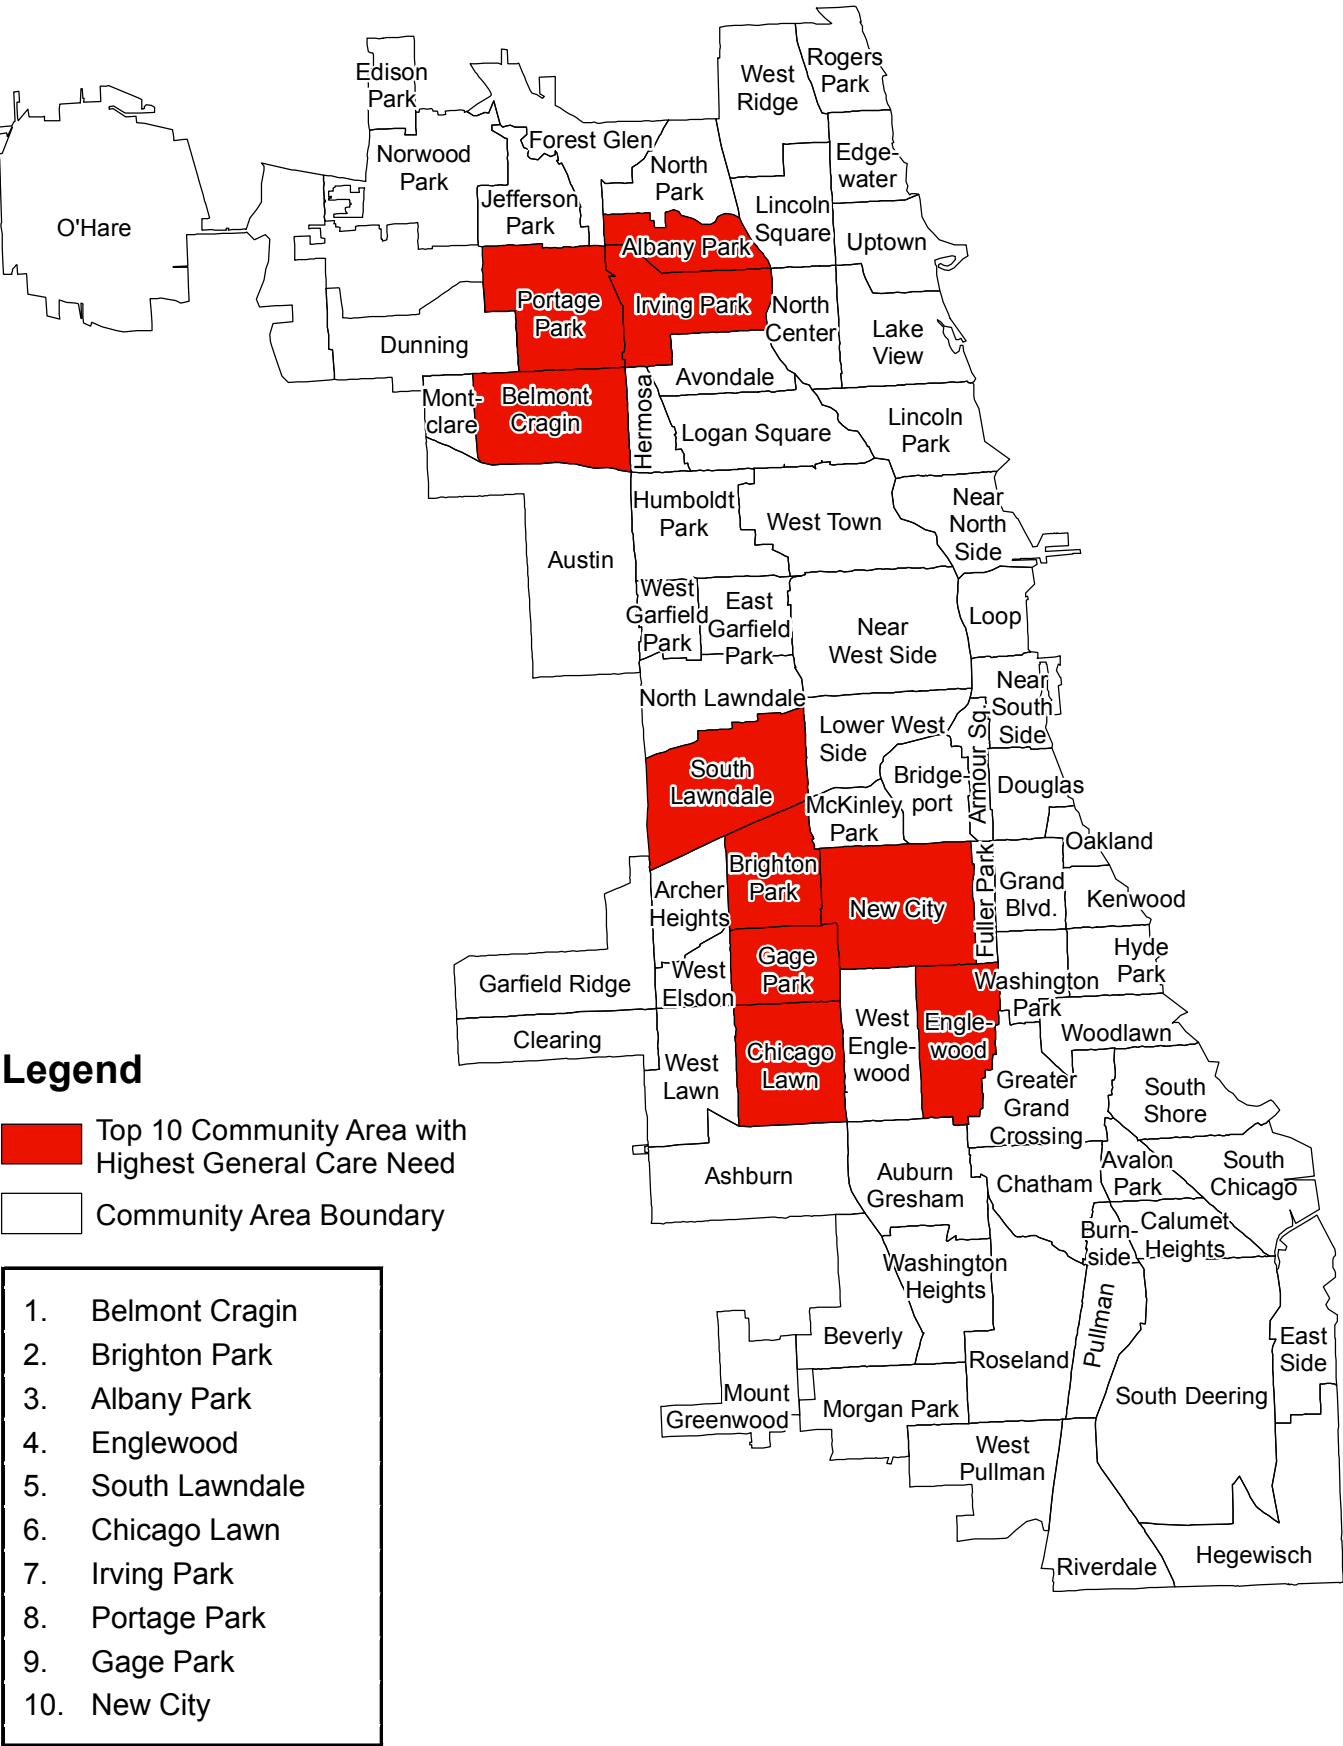 Rogers
Park
West
Ridge
Edison
Park
Forest Glen
Norwood
Park
North
Park
Edge-
water
Jefferson
Park
Lincoln
Square
O'Hare
Uptown
Albany Park
Portage
Park
Irving Park
North
Center
Lake
View
Dunning
Avondale
Mont-
clare
Belmont
Cragin
Hermosa
Logan Square
Lincoln
Park
Humboldt
Park
West Town
Near
North
Side
Austin
West
Garfield
Park
East
Garfield
Park
Near
West Side
Loop
North Lawndale
Near
South
Side
Lower West
Side
Armour Sq.
South
Lawndale
Bridge-
port
Douglas
McKinley
Park
Oakland
Brighton
Park
Archer
Heights
New City
Fuller Park
Grand
Blvd.
Kenwood
Gage
Park
Hyde
Park
Garfield Ridge
West
Elsdon
Washington
Park
Clearing
West
Engle-
wood
Engle-
wood
Woodlawn
Chicago
Lawn
West
Lawn
Greater
Grand
Crossing
South
Shore
Ashburn
Auburn
Gresham
Chatham
Avalon
Park
South
Chicago
Burn-
side
Calumet
Heights
Washington
Heights
Beverly
Pullman
East
Side
Roseland
South Deering
Mount
Greenwood
Morgan Park
West
Pullman
Riverdale
Hegewisch
Legend
Top 10 Community Area with
Highest General Care Need
Community Area Boundary
1. Belmont Cragin
2. Brighton Park
3. Albany Park
4. Englewood
5. South Lawndale
6. Chicago Lawn
7. Irving Park
8. Portage Park
9. Gage Park
10. New City